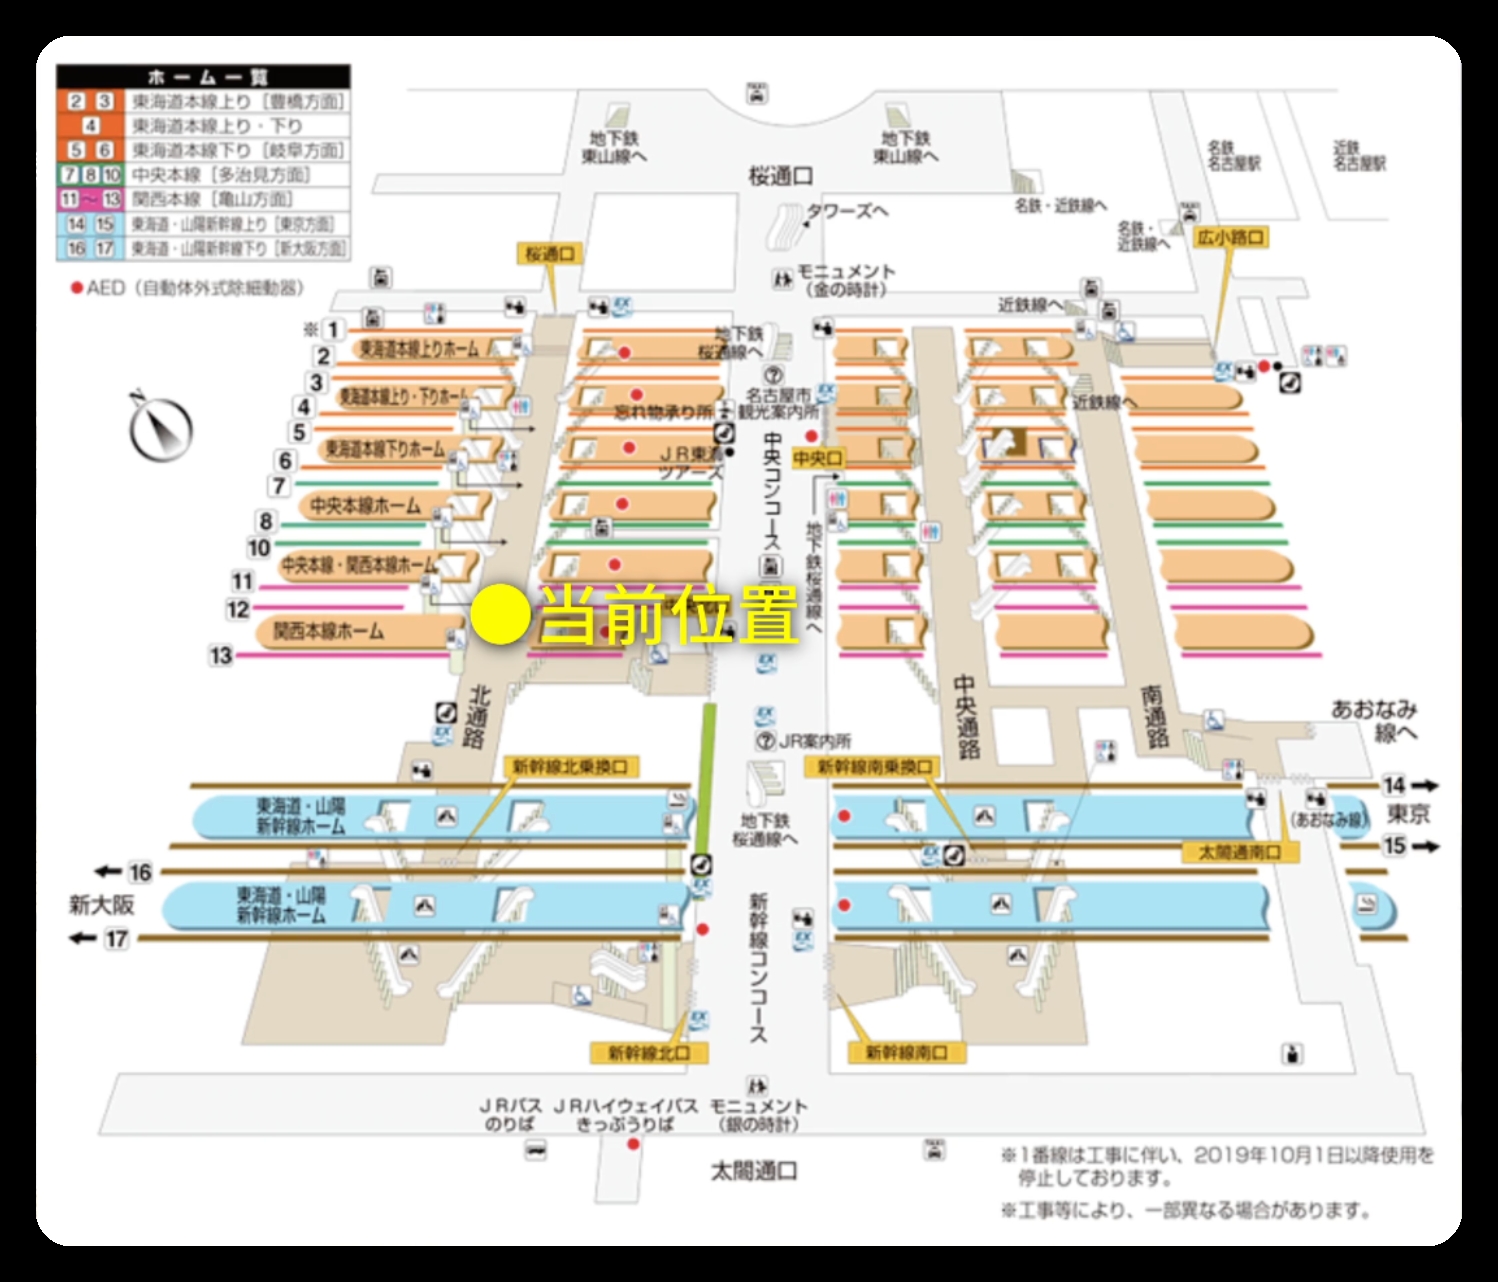 ホーム一覧
2 3 東海道本線上り［豊橋方面］
4 東海道本線上り・下り
5 6 東海道本線下り［岐阜方面］
7 8 10 中央本線［多治見方面］
11～13 関西本線［亀山方面］
14 15 東海道・山陽新幹線上り［東京方面］
16 17 東海道・山陽新幹線下り［新大阪方面］
●AED（自動体外式除細動器）
TAXI
地下鉄
東山線へ
地下鉄
東山線へ
桜通口
名鉄
名古屋駅
近鉄
名古屋駅
名鉄・近鉄線へ
タワーズへ
TAXI
名鉄・
近鉄線へ
広小路口
桜通口
モニュメント
（金の時計）
近鉄線へ
EX
※1
2
3
4
5
6
7
8
10
11
12
13
東海道本線上りホーム
東海道本線上り・下りホーム
東海道本線下りホーム
中央本線ホーム
中央本線・関西本線ホーム
関西本線ホーム
地下鉄
桜通線へ
名古屋市
観光案内所
忘れ物承り所
EX
近鉄線へ
EX
JR東海
ツアーズ
中央口
中央コンコース
地下鉄桜通線へ
当前位置
N
EX
北通路
中央通路
南通路
EX
EX
JR案内所
あおなみ
線へ
新幹線北乗換口
新幹線南乗換口
14
東京
15
東海道・山陽
新幹線ホーム
地下鉄
桜通線へ
（あおなみ線）
太閤通南口
EX
16
新大阪
17
東海道・山陽
新幹線ホーム
EX
新幹線コンコース
EX
EX
新幹線北口
新幹線南口
JRバス
のりば
JRハイウェイバス
きっぷうりば
モニュメント
（銀の時計）
TAXI
太閤通口
※1番線は工事に伴い、2019年10月1日以降使用を
停止しております。
※工事等により、一部異なる場合があります。